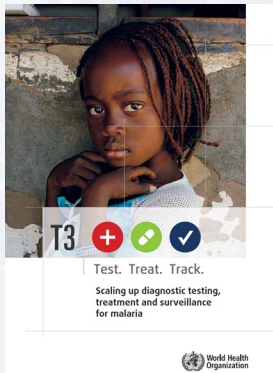 T3
Test. Treat. Track.
Scaling up diagnostic testing,
treatment and surveillance
for malaria
World Health
Organization